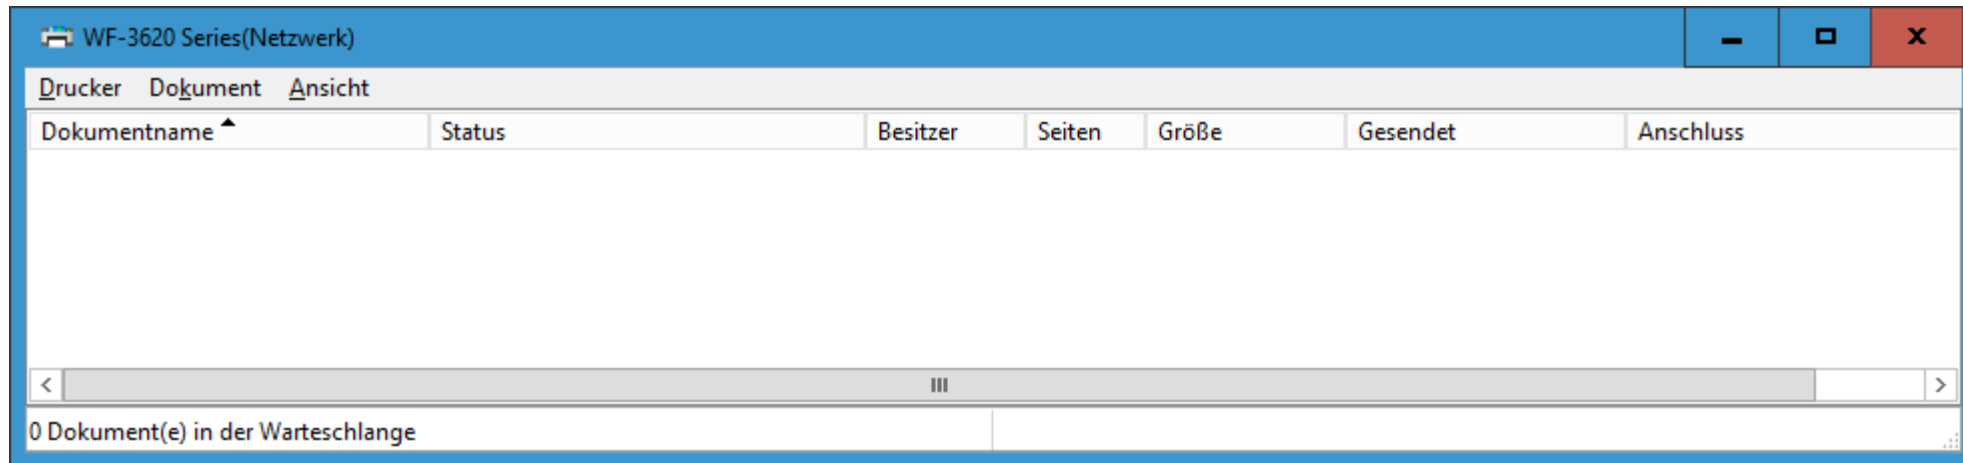 WF-3620 Series(Netzwerk)
Drucker Dokument Ansicht
Dokumentname Status Besitzer Seiten Größe Gesendet Anschluss
0 Dokument(e) in der Warteschlange